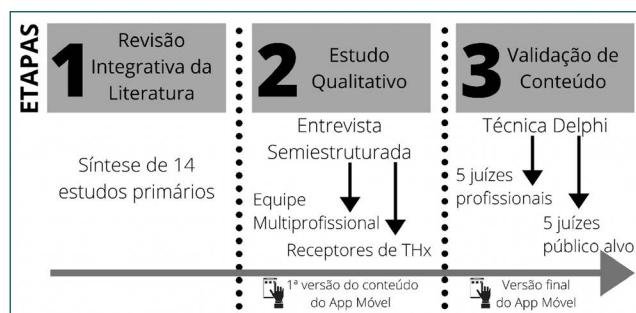 ETAPAS
1
Revisão
Integrativa da
Literatura
Síntese de 14
estudos primários
2
Estudo
Qualitativo
Entrevista
Semiestruturada
Equipe
Multiprofissional
Receptores de THx
1ª versão do conteúdo
do App Móvel
3
Validação de
Conteúdo
Técnica Delphi
5 juízes
profissionais
5 juízes
público alvo
Versão final
do App Móvel